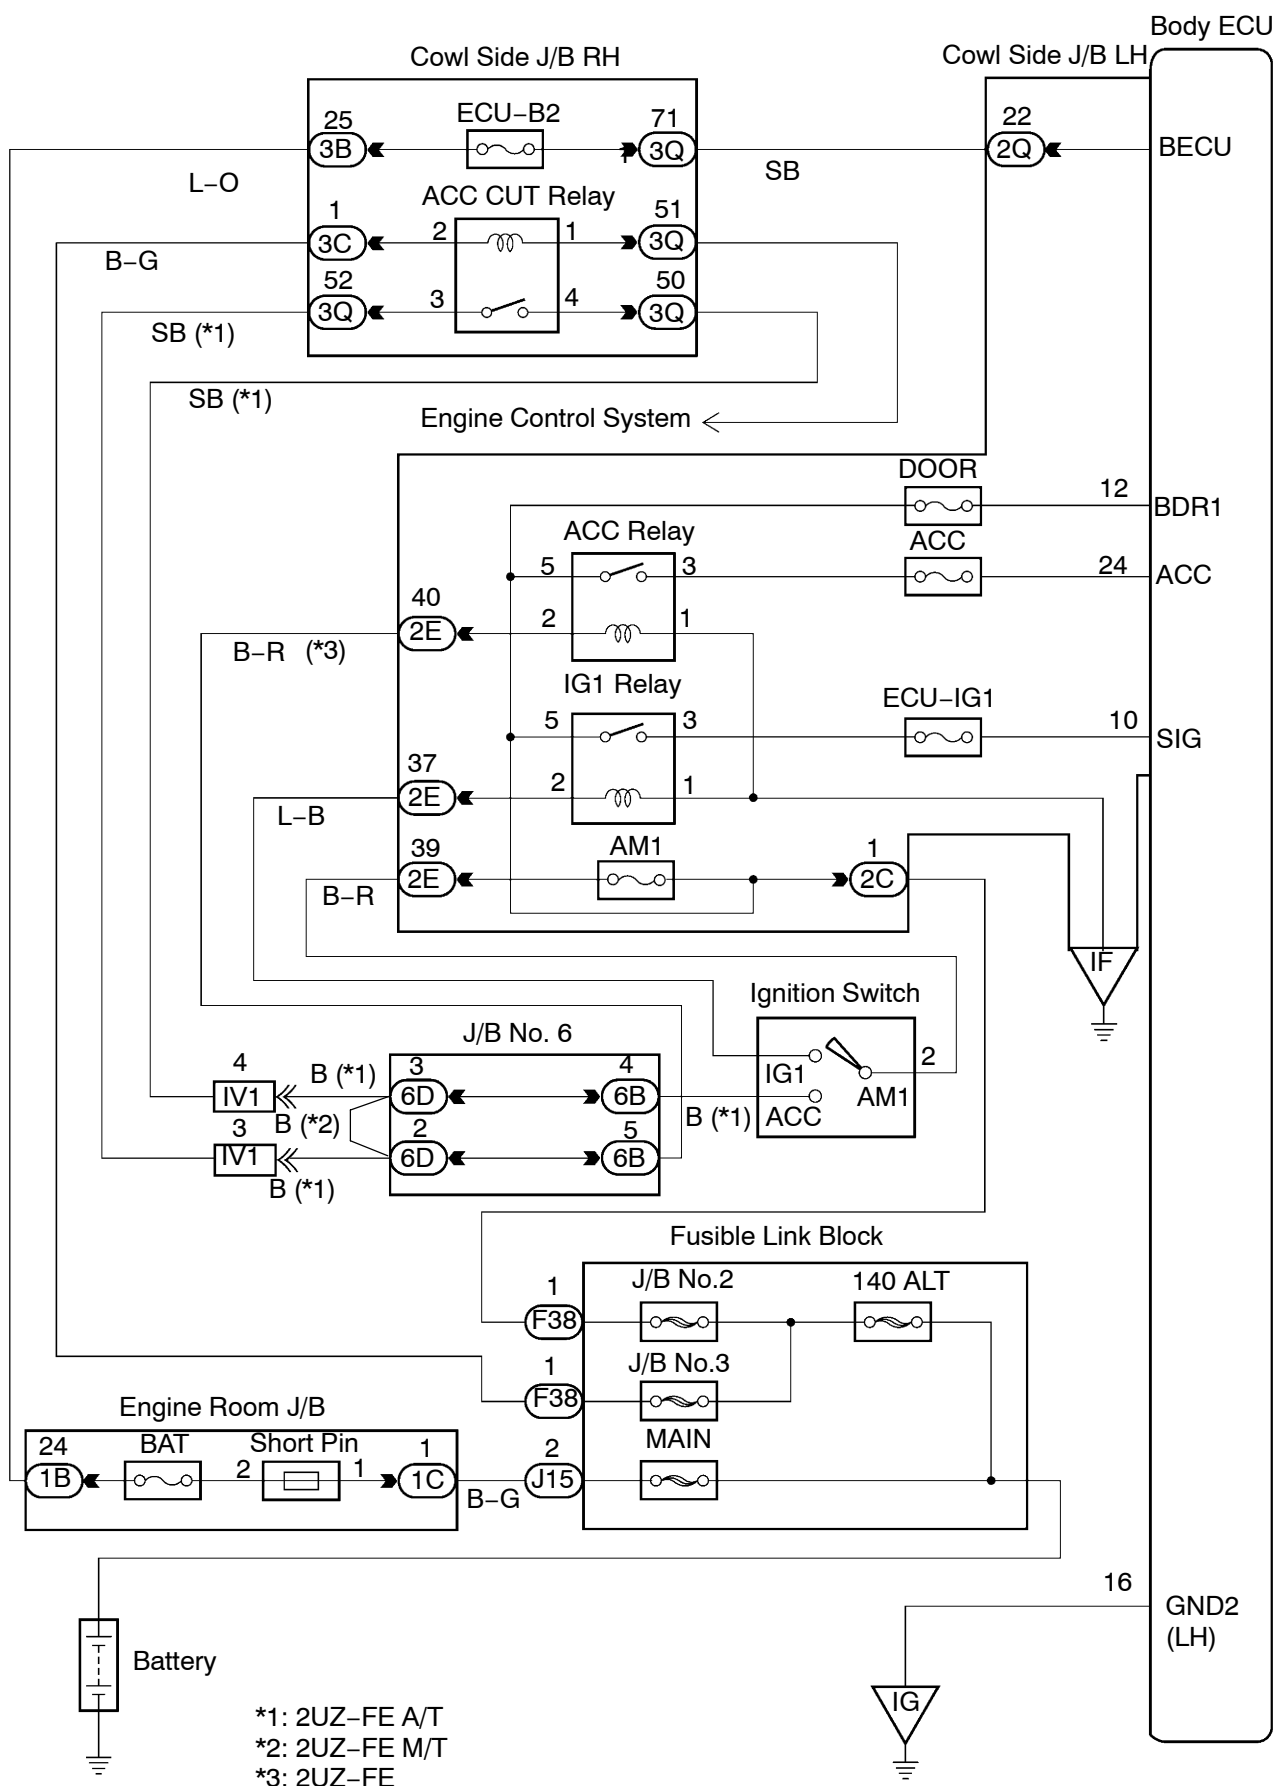 Body ECU
Cowl Side J/B RH
Cowl Side J/B LH
25
ECU−B2
71
22
3B
3Q
2Q
BECU
L−O
SB
ACC CUT Relay
1
2
1
51
3C
3Q
B−G
52
3
4
50
3Q
3Q
SB (*1)
SB (*1)
Engine Control System
DOOR
12
BDR1
ACC Relay
ACC
5
3
24
ACC
40
2
1
2E
B−R (*3)
IG1 Relay
ECU−IG1
5
3
10
SIG
37
2
1
2E
L−B
39
AM1
1
2E
2C
B−R
IF
Ignition Switch
J/B No. 6
2
4
B (*1)
3
4
IG1
IV1
6D
6B
AM1
B (*2)
B (*1)
ACC
3
2
5
IV1
6D
6B
B (*1)
Fusible Link Block
1
J/B No.2
140 ALT
F38
1
J/B No.3
F38
Engine Room J/B
24
BAT
Short Pin
1
2
MAIN
1B
2
1
1C
J15
B−G
16
GND2
(LH)
Battery
IG
*1: 2UZ−FE A/T
*2: 2UZ−FE M/T
*3: 2UZ−FE